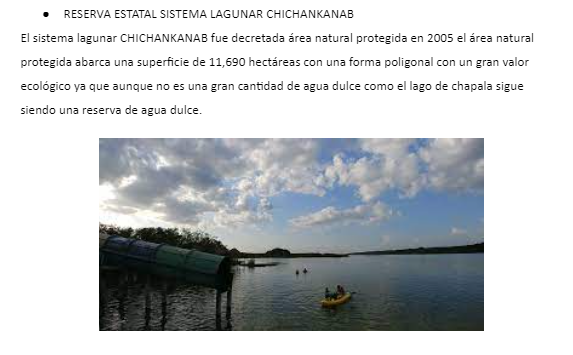 ● RESERVA ESTATAL SISTEMA LAGUNAR CHICHANKANAB
El sistema lagunar CHICHANKANAB fue decretada área natural protegida en 2005 el área natural
protegida abarca una superficie de 11,690 hectáreas con una forma poligonal con un gran valor
ecológico ya que aunque no es una gran cantidad de agua dulce como el lago de chapala sigue
siendo una reserva de agua dulce.